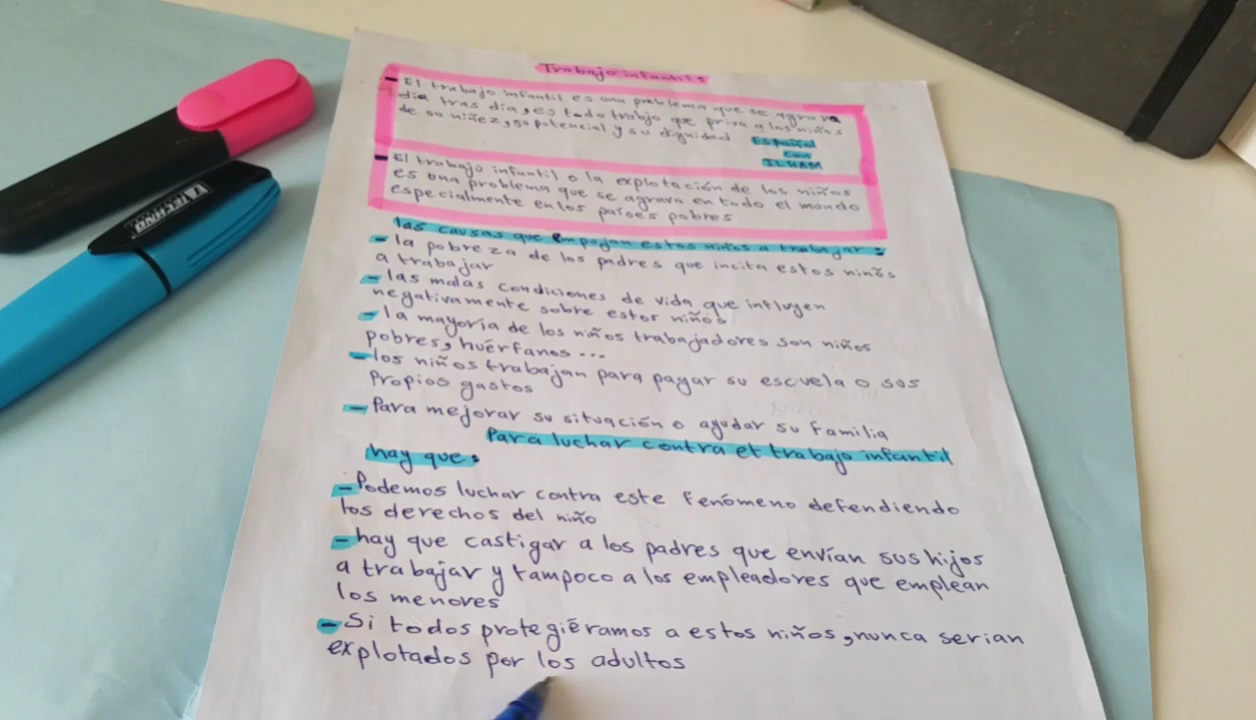 Trabajo infantil:
- El trabajo infantil es una problema que se agrava
día tras día, es todo trabajo que priva a los niños
de su niñez, su potencial y su dignidad
Español
con
ILHAM
- El trabajo infantil o la explotación de los niños
es una problema que se agrava en todo el mundo
especialmente en los países pobres
las causas que empujan estos niños a trabajar:
- la pobreza de los padres que incita estos niños
a trabajar
- las malas condiciones de vida que influyen
negativamente sobre estos niños
- la mayoría de los niños trabajadores son niños
pobres, huérfanos...
- los niños trabajan para pagar su escuela o sus
Propios gastos
- Para mejorar su situación o ayudar su familia
Para luchar contra el trabajo infantil
hay que:
- Podemos luchar contra este fenómeno defendiendo
los derechos del niño
- hay que castigar a los padres que envían sus hijos
a trabajar y tampoco a los empleadores que emplean
los menores
- Si todos protegiéramos a estos niños, nunca serian
explotados por los adultos